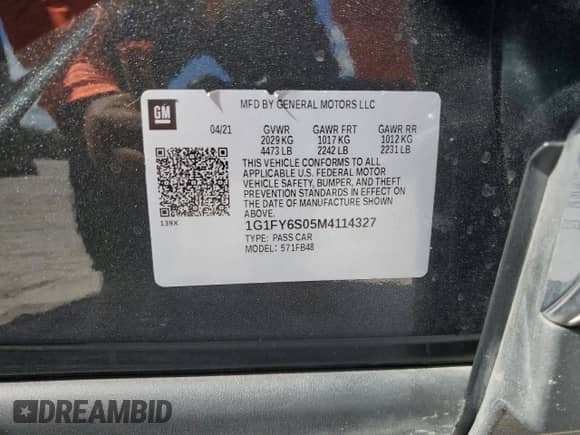 GM
MFD BY GENERAL MOTORS LLC
04/21 GVWR GAWR FRT GAWR RR
2029 KG 1017 KG 1012 KG
4473 LB 2242 LB 2231 LB
THIS VEHICLE CONFORMS TO ALL
APPLICABLE U.S. FEDERAL MOTOR
VEHICLE SAFETY, BUMPER, AND THEFT
PREVENTION STANDARDS IN EFFECT ON
THE DATE OF MANUFACTURE SHOWN
ABOVE.
139X
1G1FY6S05M4114327
TYPE: PASS CAR
MODEL: 571FB48
DREAMBID